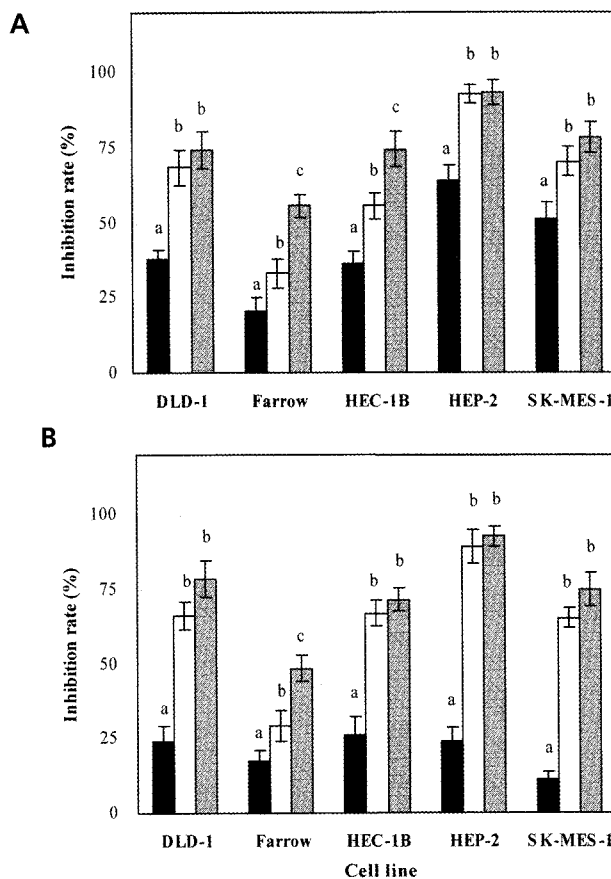 A
Inhibition rate (%)
100
75
50
25
0
a b b
a b c
a b c
a b b
a b b
DLD-1 Farrow HEC-1B HEP-2 SK-MES-1
B
Inhibition rate (%)
100
75
50
25
0
a b b
a b c
a b b
a b b
a b b
DLD-1 Farrow HEC-1B HEP-2 SK-MES-1
Cell line